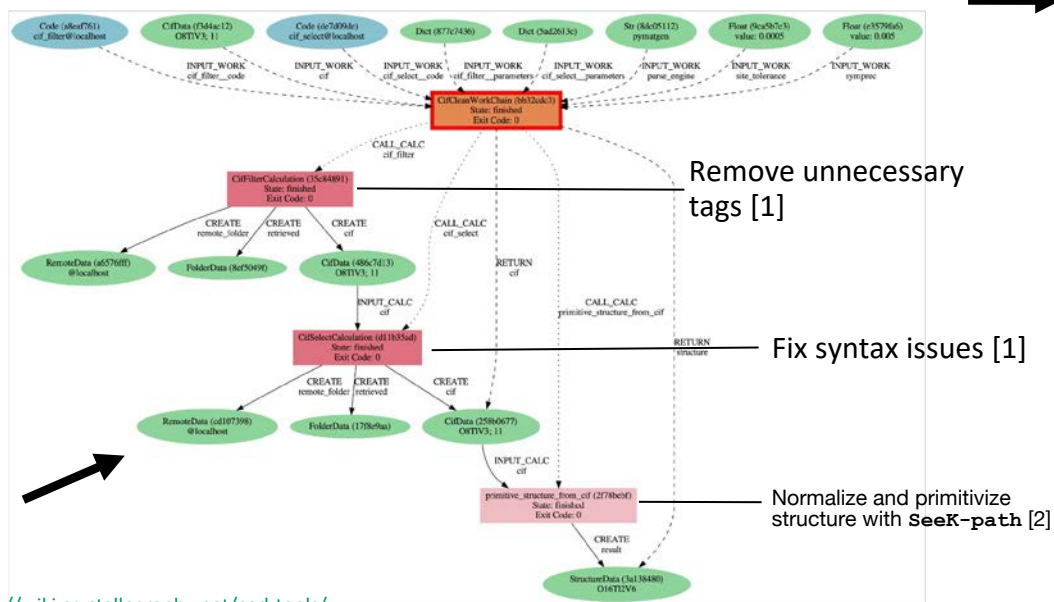 Code (a8eaf761)
cif_filter@localhost
CifData (f3d4ae12)
O8TlV3; 11
Code (de7d09de)
cif_select@localhost
Dict (877c7436)
Dict (5ad2613c)
Str (8dc05112)
pymatgen
Float (9ca5b7e3)
value: 0.0005
Float (e3579fa6)
value: 0.005
INPUT_WORK
cif_filter__code
INPUT_WORK
cif
INPUT_WORK
cif_select__code
INPUT_WORK
cif_filter__parameters
INPUT_WORK
cif_select__parameters
INPUT_WORK
parse_engine
INPUT_WORK
site_tolerance
INPUT_WORK
symprec
CifCleanWorkChain (bb32cdc3)
State: finished
Exit Code: 0
CALL_CALC
cif_filter
CifFilterCalculation (35c84891)
State: finished
Exit Code: 0
Remove unnecessary
tags [1]
CREATE
remote_folder
CREATE
retrieved
CREATE
cif
CALL_CALC
cif_select
RemoteData (a6576fff)
@localhost
FolderData (8ef5049f)
CifData (486c7d13)
O8TlV3; 11
RETURN
cif
INPUT_CALC
cif
CALL_CALC
primitive_structure_from_cif
CifSelectCalculation (d11b35ad)
State: finished
Exit Code: 0
RETURN
structure
Fix syntax issues [1]
CREATE
remote_folder
CREATE
retrieved
CREATE
cif
RemoteData (cd107398)
@localhost
FolderData (17f8e9aa)
CifData (258b0677)
O8TlV3; 11
INPUT_CALC
cif
primitive_structure_from_cif (2f78bebf)
State: finished
Exit Code: 0
Normalize and primitivize
structure with SeeK-path [2]
CREATE
result
StructureData (3a138480)
O16Tl2V6